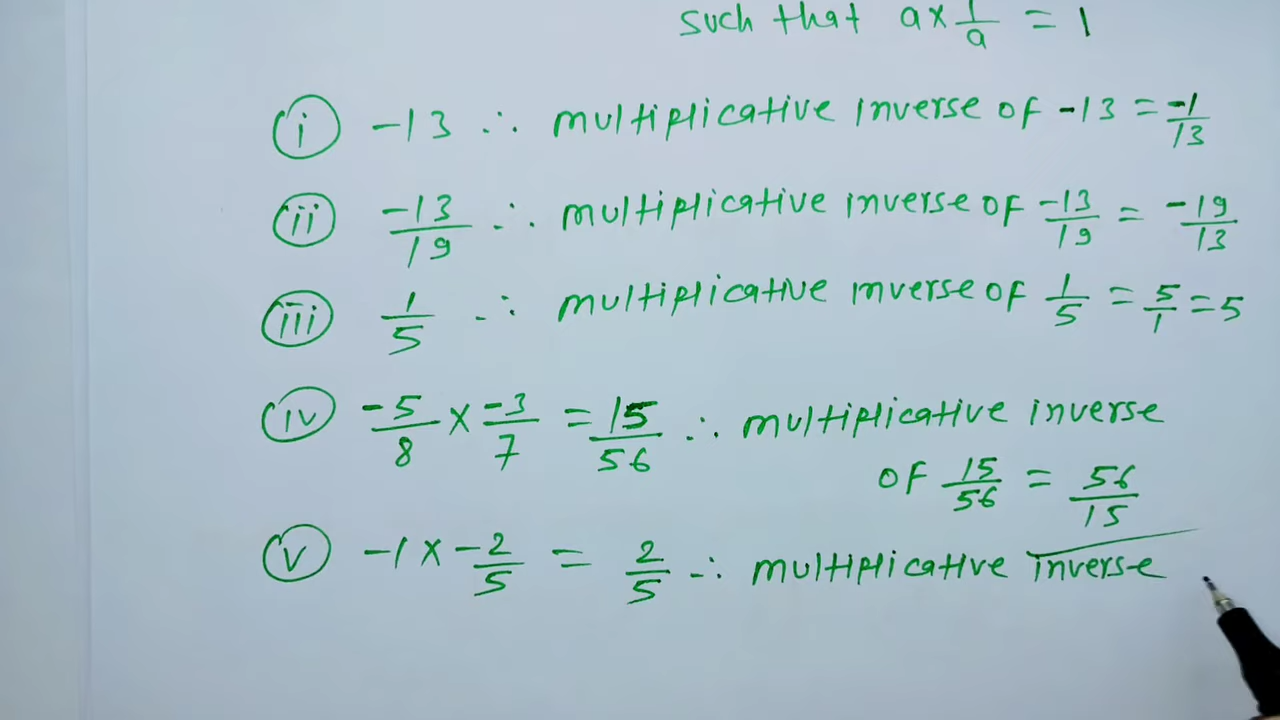 such that a × 1/a = 1
(i) -13 ∴ multiplicative inverse of -13 = -1/13
(ii) -13/19 ∴ multiplicative inverse of -13/19 = -19/13
(iii) 1/5 ∴ multiplicative inverse of 1/5 = 5/1 = 5
(iv) -5/8 × -3/7 = 15/56 ∴ multiplicative inverse
of 15/56 = 56/15
(v) -1 × -2/5 = 2/5 ∴ multiplicative inverse